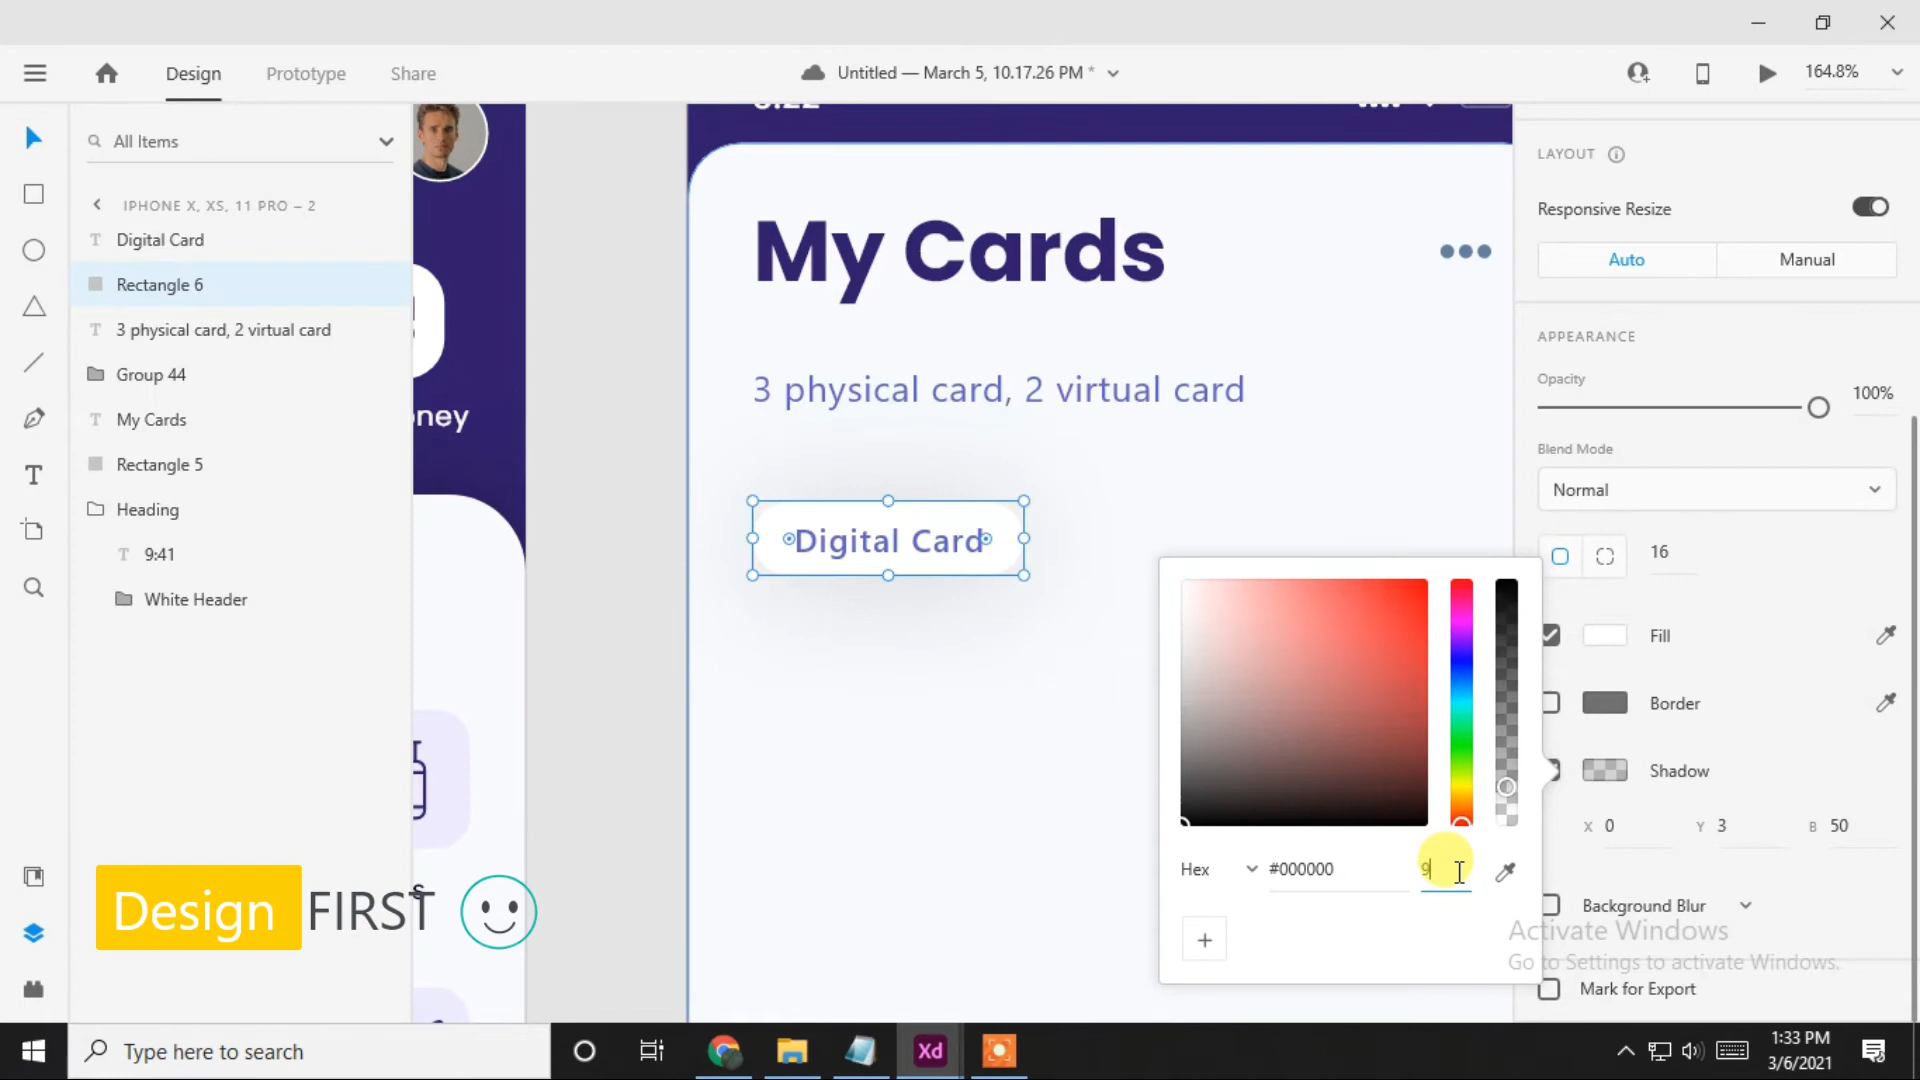 Design
Prototype
Share
Untitled — March 5, 10.17.26 PM *
164.8%
All Items
IPHONE X, XS, 11 PRO – 2
Digital Card
Rectangle 6
3 physical card, 2 virtual card
Group 44
My Cards
Rectangle 5
Heading
9:41
White Header
ney
My Cards
3 physical card, 2 virtual card
Digital Card
LAYOUT
Responsive Resize
Auto
Manual
APPEARANCE
Opacity
100%
Blend Mode
Normal
16
Fill
Border
Shadow
X 0
Y 3
B 50
Hex
#000000
9
Background Blur
Activate Windows
Go to Settings to activate Windows.
Mark for Export
Design FIRST
s
Type here to search
Xd
1:33 PM
3/6/2021